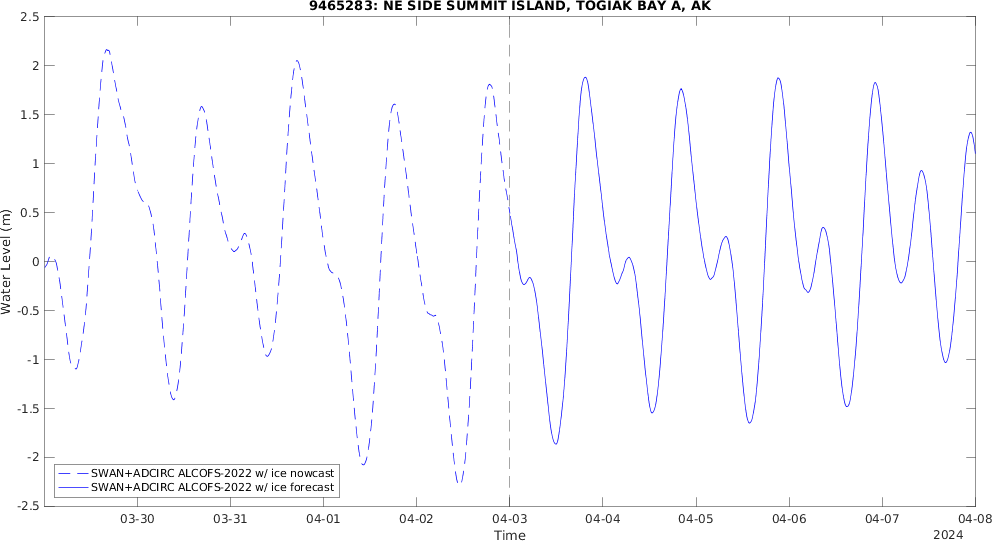 9465283: NE SIDE SUMMIT ISLAND, TOGIAK BAY A, AK
Water Level (m)
2.5
2
1.5
1
0.5
0
-0.5
-1
-1.5
-2
-2.5
SWAN+ADCIRC ALCOFS-2022 w/ ice nowcast
SWAN+ADCIRC ALCOFS-2022 w/ ice forecast
03-30 03-31 04-01 04-02 04-03 04-04 04-05 04-06 04-07 04-08
Time
2024